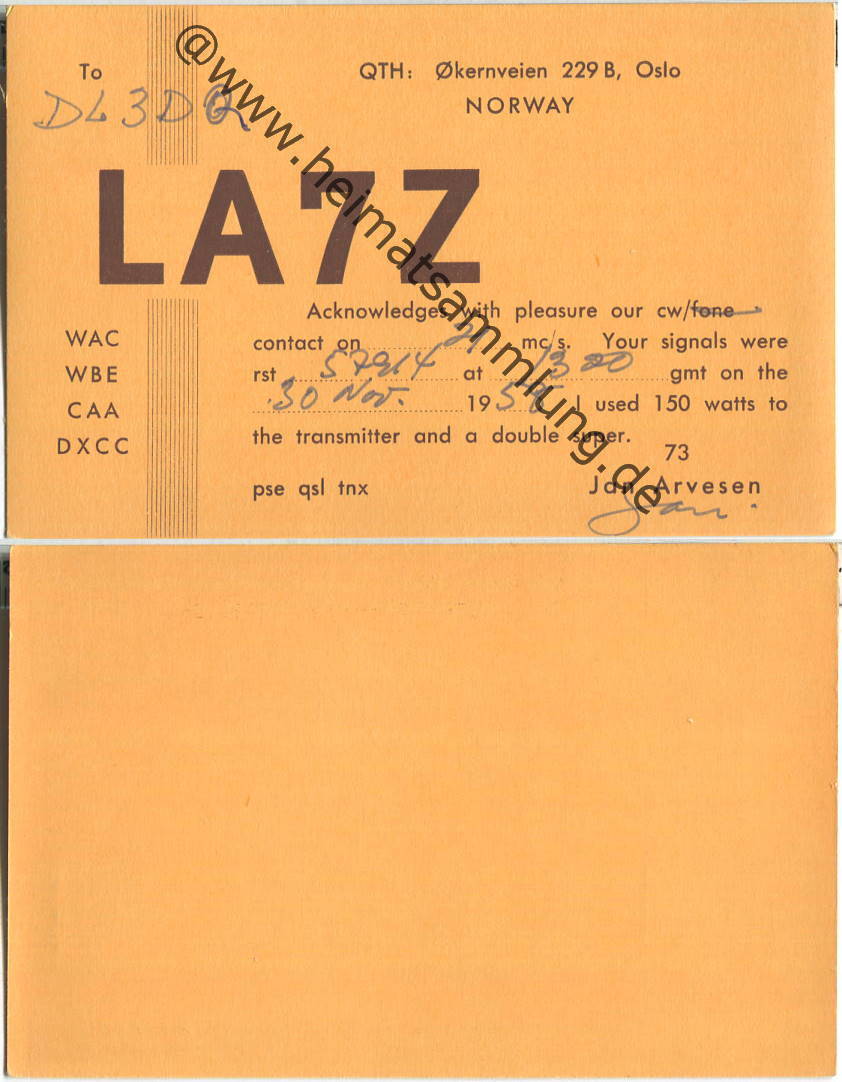 To
DL3DQ
QTH: Økernveien 229 B, Oslo
NORWAY
LA7Z
WAC
WBE
CAA
DXCC
Acknowledges with pleasure our cw/fone
contact on 21 mc/s. Your signals were
rst at 1320 gmt on the
30 Nov. 1958 I used 150 watts to
the transmitter and a double super.
73
pse qsl tnx
Jan Arvesen
Jan.
@www.heimatsammlung.de